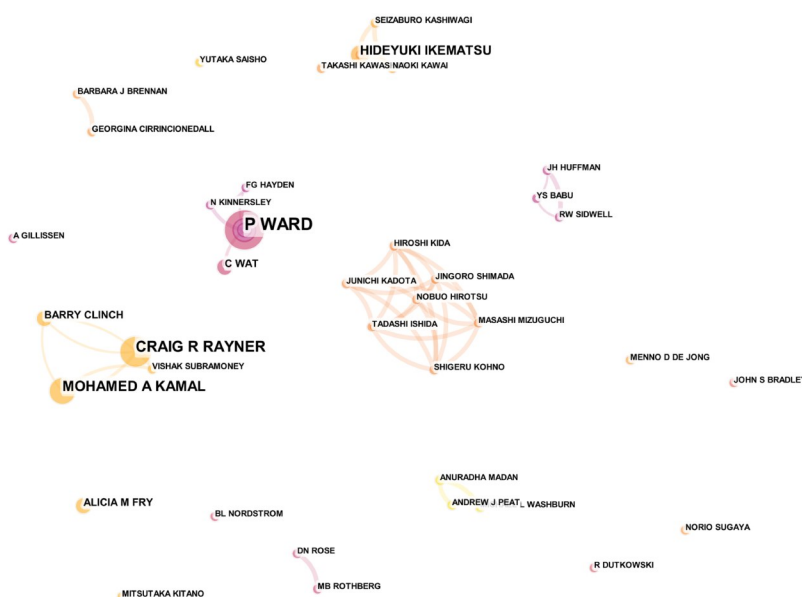 SEIZABURO KASHIWAGI
HIDEYUKI IKEMATSU
YUTAKA SAISHO
TAKASHI KAWAS NAOKI KAWAI
BARBARA J BRENNAN
GEORGINA CIRRINCIONEDALL
JH HUFFMAN
FG HAYDEN
YS BABU
N KINNERSLEY
RW SIDWELL
P WARD
A GILLISSEN
HIROSHI KIDA
C WAT
JUNICHI KADOTA
JINGORO SHIMADA
NOBUO HIROTSU
BARRY CLINCH
MASASHI MIZUGUCHI
TADASHI ISHIDA
CRAIG R RAYNER
MENNO D DE JONG
VISHAK SUBRAMONEY
SHIGERU KOHNO
JOHN S BRADLEY
MOHAMED A KAMAL
ANURADHA MADAN
ALICIA M FRY
ANDREW J PEAT L WASHBURN
BL NORDSTROM
NORIO SUGAYA
DN ROSE
R DUTKOWSKI
MB ROTHBERG
MITSUTAKA KITANO